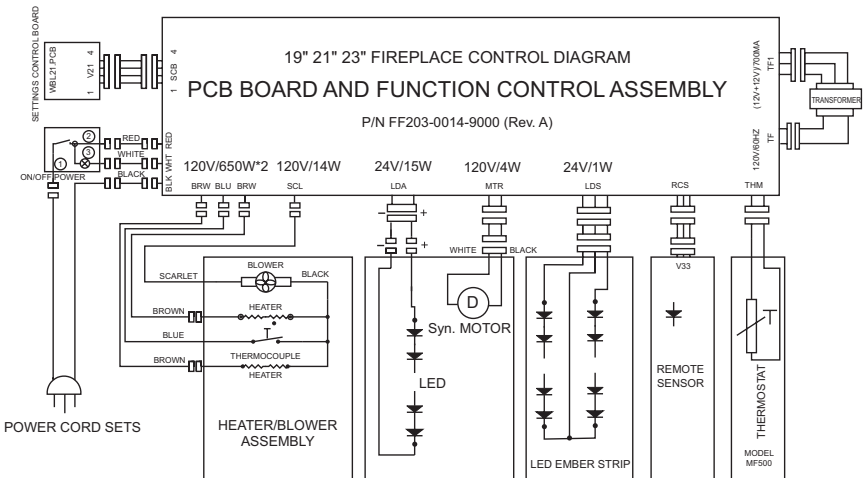 19" 21" 23" FIREPLACE CONTROL DIAGRAM
PCB BOARD AND FUNCTION CONTROL ASSEMBLY
P/N FF203-0014-9000 (Rev. A)
SETTINGS CONTROL BOARD
WBL21.PCB
1 V21 4
1 SCB 4
(12V+12V)/700MA
TF1
TRANSFORMER
120V/60HZ
TF
2
3
1
RED
WHITE
BLACK
RED
WHT
BLK
ON/OFF POWER
120V/650W*2
120V/14W
24V/15W
120V/4W
24V/1W
BRW BLU BRW
SCL
LDA
MTR
LDS
RCS
THM
– +
– +
WHITE
BLACK
V33
SCARLET
BLOWER
BLACK
BROWN
HEATER
T
BLUE
BROWN
THERMOCOUPLE
HEATER
D
Syn. MOTOR
LED
T
REMOTE
SENSOR
THERMOSTAT
POWER CORD SETS
HEATER/BLOWER
ASSEMBLY
LED EMBER STRIP
MODEL
MF500